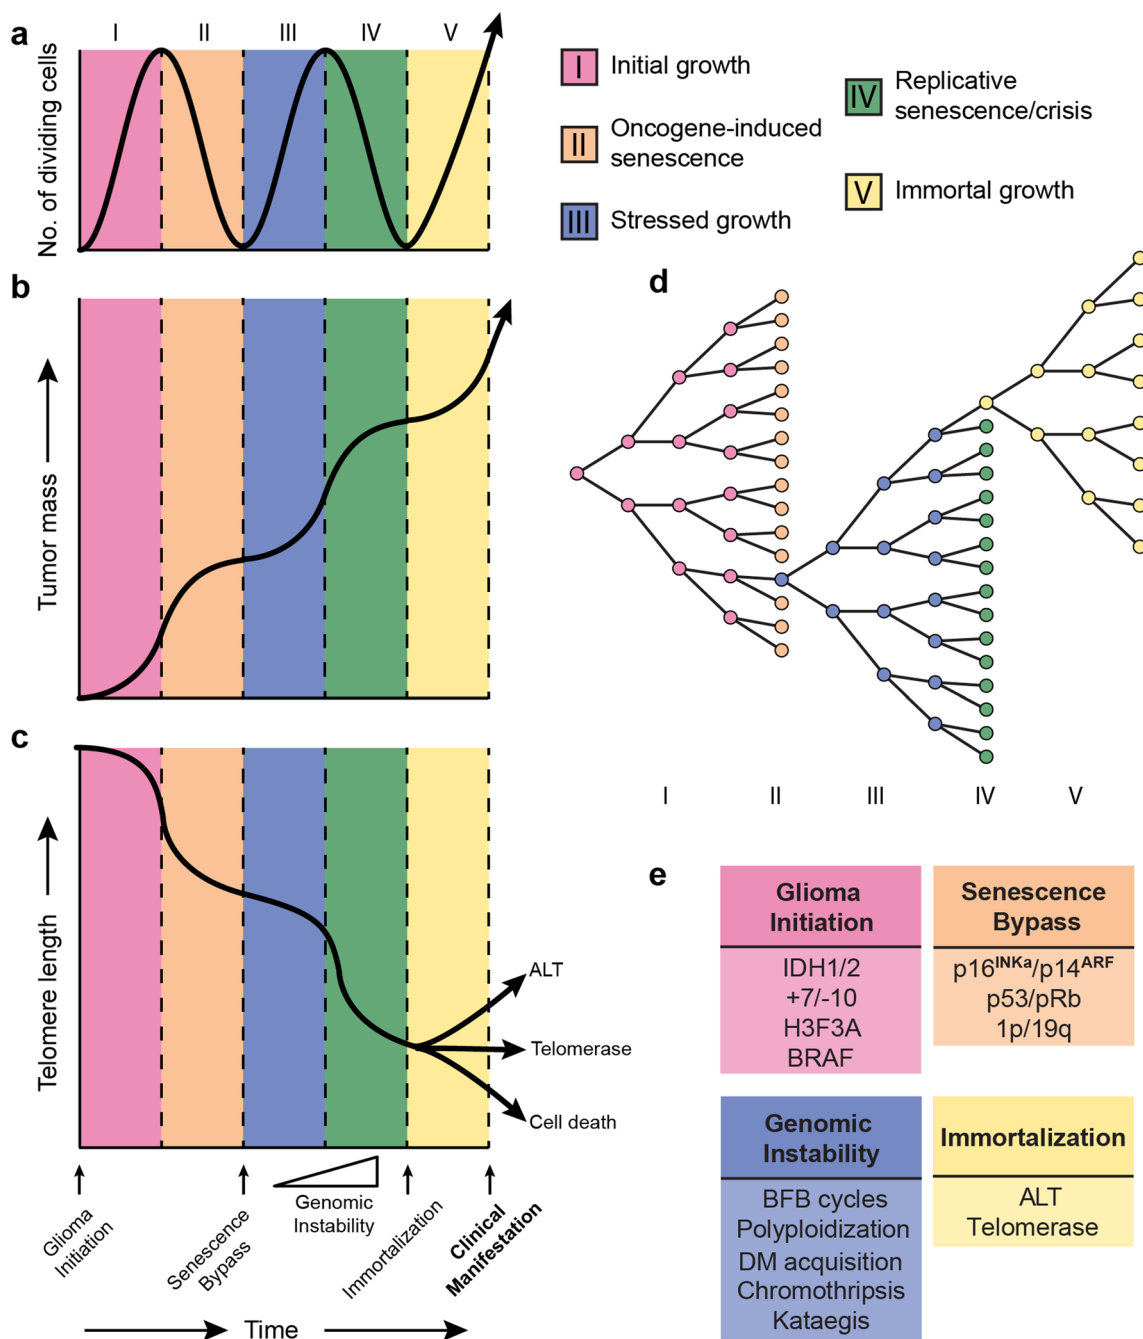 a
I
II
III
IV
V
No. of dividing cells
I
Initial growth
II
Oncogene-induced
senescence
III
Stressed growth
IV
Replicative
senescence/crisis
V
Immortal growth
b
Tumor mass
c
Telomere length
ALT
Telomerase
Cell death
Glioma
Initiation
Senescence
Bypass
Genomic
Instability
Immortalization
Clinical
Manifestation
Time
d
I
II
III
IV
V
e
Glioma
Initiation
IDH1/2
+7/-10
H3F3A
BRAF
Senescence
Bypass
p16INKa/p14ARF
p53/pRb
1p/19q
Genomic
Instability
BFB cycles
Polyploidization
DM acquisition
Chromothripsis
Kataegis
Immortalization
ALT
Telomerase